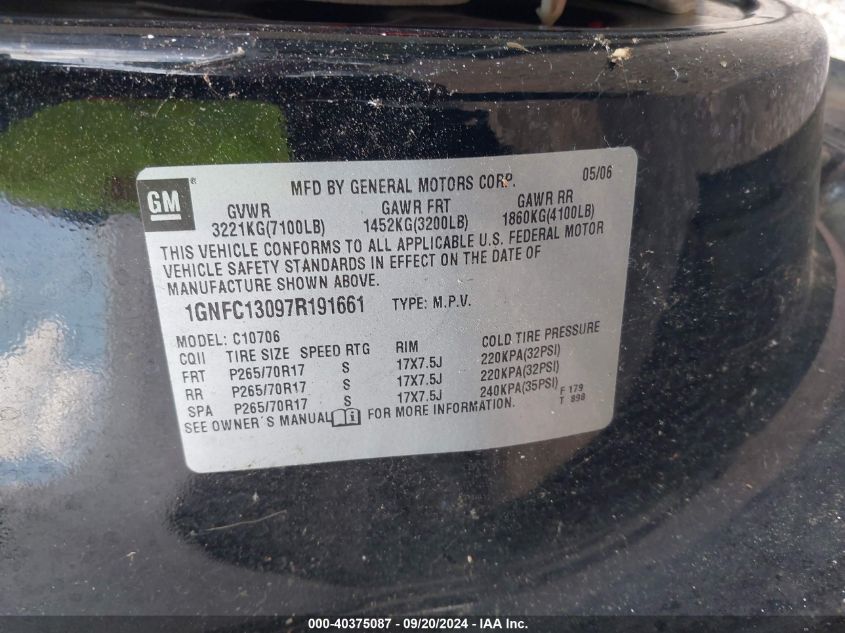 GM ® MFD BY GENERAL MOTORS CORP. 05/06
GVWR GAWR FRT GAWR RR
3221KG(7100LB) 1452KG(3200LB) 1860KG(4100LB)
THIS VEHICLE CONFORMS TO ALL APPLICABLE U.S. FEDERAL MOTOR
VEHICLE SAFETY STANDARDS IN EFFECT ON THE DATE OF
MANUFACTURE SHOWN ABOVE.
1GNFC13097R191661 TYPE: M.P.V.
MODEL: C10706
CQII TIRE SIZE SPEED RTG RIM COLD TIRE PRESSURE
FRT P265/70R17 S 17X7.5J 220KPA(32PSI)
RR P265/70R17 S 17X7.5J 220KPA(32PSI)
SPA P265/70R17 S 17X7.5J 240KPA(35PSI)
SEE OWNER'S MANUAL i FOR MORE INFORMATION.
F 179
T 898
000-40375087 - 09/20/2024 - IAA Inc.